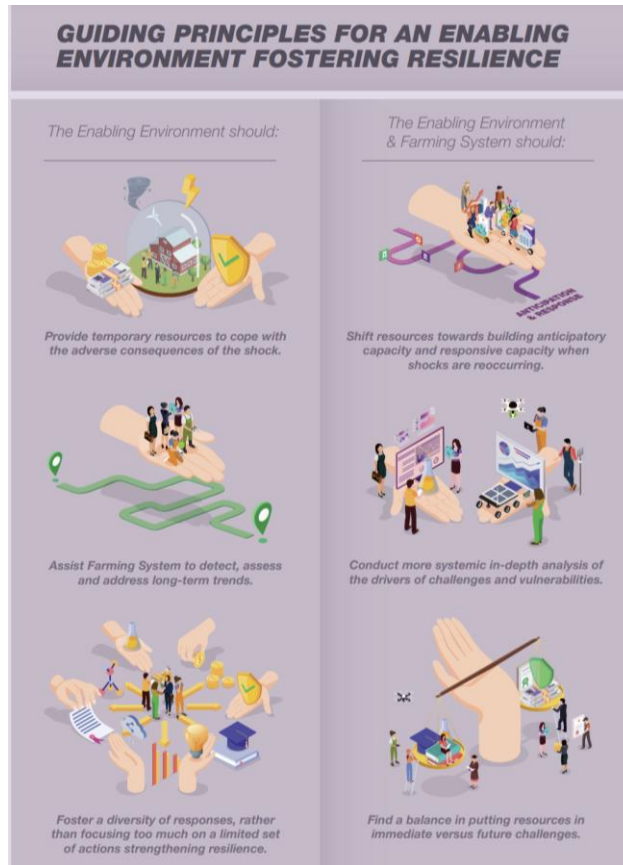 GUIDING PRINCIPLES FOR AN ENABLING
ENVIRONMENT FOSTERING RESILIENCE
The Enabling Environment should:
Provide temporary resources to cope with
the adverse consequences of the shock.
Assist Farming System to detect, assess
and address long-term trends.
Foster a diversity of responses, rather
than focusing too much on a limited set
of actions strengthening resilience.
The Enabling Environment
& Farming System should:
ANTICIPATION
& RESPONSE
Shift resources towards building anticipatory
capacity and responsive capacity when
shocks are reoccurring.
Conduct more systemic in-depth analysis of
the drivers of challenges and vulnerabilities.
Find a balance in putting resources in
immediate versus future challenges.